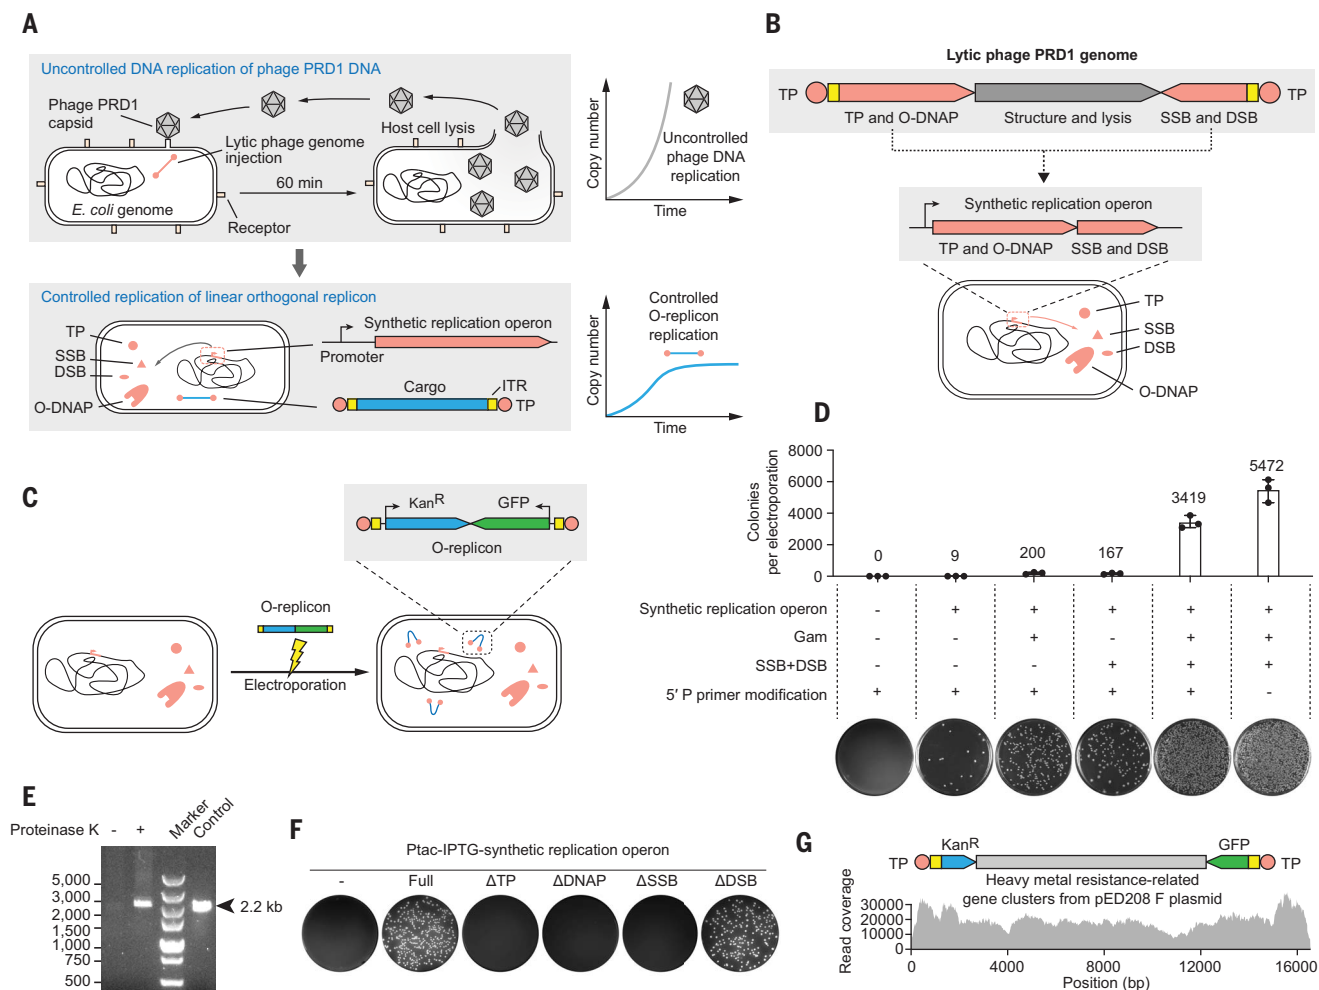 A
Uncontrolled DNA replication of phage PRD1 DNA
Phage PRD1
capsid
Lytic phage genome
injection
Host cell lysis
60 min
E. coli genome
Receptor
Copy number
Uncontrolled
phage DNA
replication
Time
Controlled replication of linear orthogonal replicon
TP
SSB
DSB
O-DNAP
Synthetic replication operon
Promoter
Cargo
ITR
TP
Copy number
Controlled
O-replicon
replication
Time
B
Lytic phage PRD1 genome
TP
TP
TP and O-DNAP
Structure and lysis
SSB and DSB
Synthetic replication operon
TP and O-DNAP
SSB and DSB
TP
SSB
DSB
O-DNAP
C
KanR
GFP
O-replicon
O-replicon
Electroporation
D
Colonies
per electroporation
8000
6000
4000
2000
0
0
9
200
167
3419
5472
Synthetic replication operon - + + + + +
Gam - - + - + +
SSB+DSB - - - + + +
5′ P primer modification + + + + + -
E
Proteinase K - + Marker Control
5,000
3,000
2,000
1,500
1,000
750
500
2.2 kb
F
Ptac-IPTG-synthetic replication operon
- Full ΔTP ΔDNAP ΔSSB ΔDSB
G
KanR
GFP
TP
TP
Heavy metal resistance-related
gene clusters from pED208 F plasmid
Read coverage
30000
20000
10000
0
0 4000 8000 12000 16000
Position (bp)